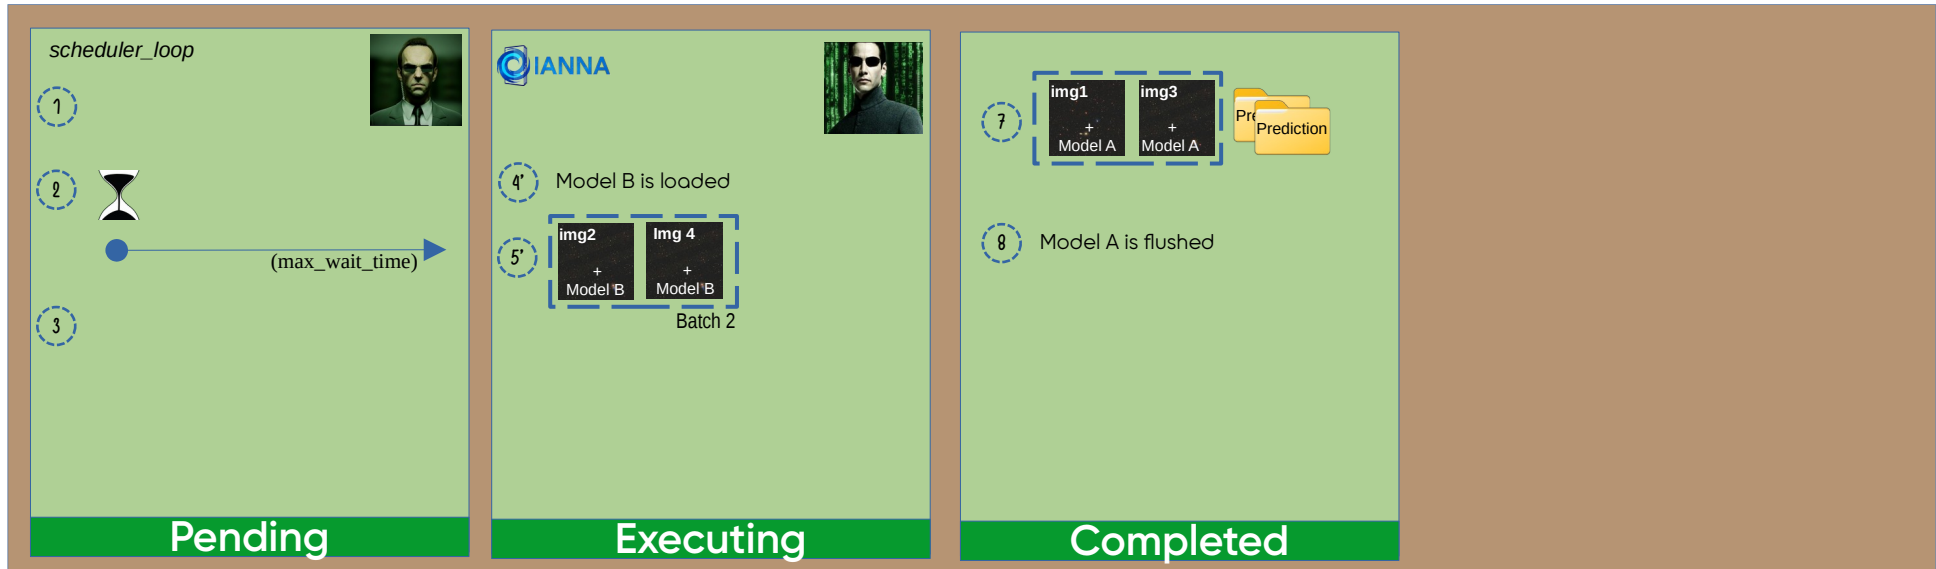 scheduler_loop
1
2
(max_wait_time)
3
Pending
CIANNA
4' Model B is loaded
5'
img2
+
Model B
Img 4
+
Model B
Batch 2
Executing
7
img1
+
Model A
img3
+
Model A
Pre
Prediction
8 Model A is flushed
Completed